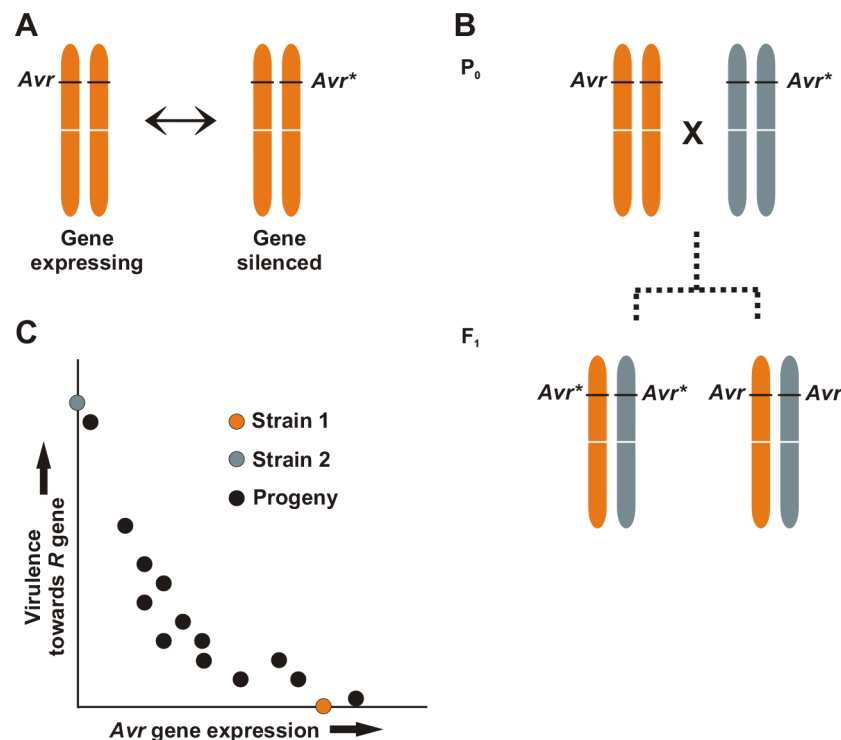 A
Avr
Avr*
Gene
expressing
Gene
silenced
B
P0
Avr
X
Avr*
F1
Avr*
Avr*
Avr
Avr
C
Strain 1
Strain 2
Progeny
Virulence
towards R gene
Avr gene expression